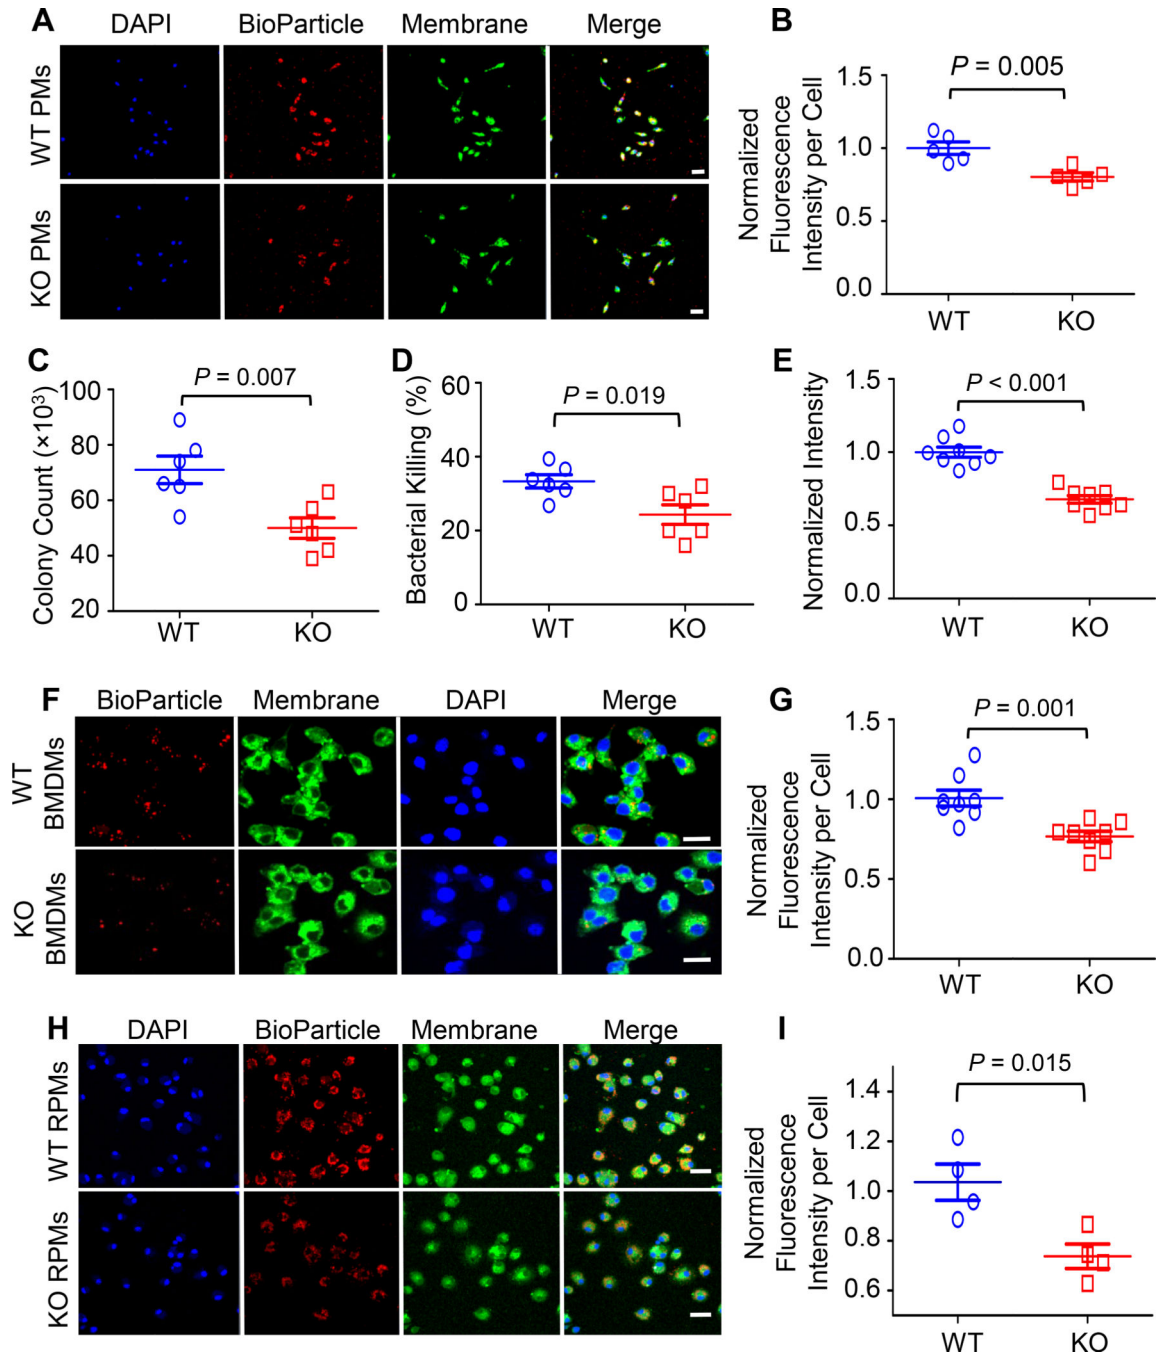 A
DAPI
BioParticle
Membrane
Merge
WT PMs
KO PMs
B
Normalized
Fluorescence
Intensity per Cell
P = 0.005
1.5
1.0
0.5
0.0
WT
KO
C
Colony Count (×10³)
P = 0.007
100
80
60
40
20
WT
KO
D
Bacterial Killing (%)
P = 0.019
60
40
20
0
WT
KO
E
Normalized Intensity
P < 0.001
1.5
1.0
0.5
0.0
WT
KO
F
BioParticle
Membrane
DAPI
Merge
WT
BMDMs
KO
BMDMs
G
Normalized
Fluorescence
Intensity per Cell
P = 0.001
1.5
1.0
0.5
0.0
WT
KO
H
DAPI
BioParticle
Membrane
Merge
WT RPMs
KO RPMs
I
Normalized
Fluorescence
Intensity per Cell
P = 0.015
1.4
1.2
1.0
0.8
0.6
WT
KO